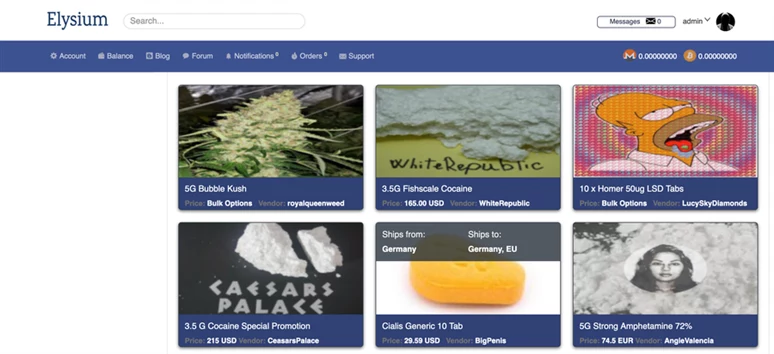 Elysium
Search...
Messages 0
admin
Account
Balance
Blog
Forum
Notifications 0
Orders 0
Support
0.00000000
0.00000000
WhiteRepublic
5G Bubble Kush
Price: Bulk Options Vendor: royalqueenweed
3.5G Fishscale Cocaine
Price: 165.00 USD Vendor: WhiteRepublic
10 x Homer 50ug LSD Tabs
Price: Bulk Options Vendor: LucySkyDiamonds
CAESARS
PALACE
Ships from:
Ships to:
Germany
Germany, EU
3.5 G Cocaine Special Promotion
Price: 215 USD Vendor: CeasarsPalace
Cialis Generic 10 Tab
Price: 29.59 USD Vendor: BigPenis
5G Strong Amphetamine 72%
Price: 74.5 EUR Vendor: AngieValencia